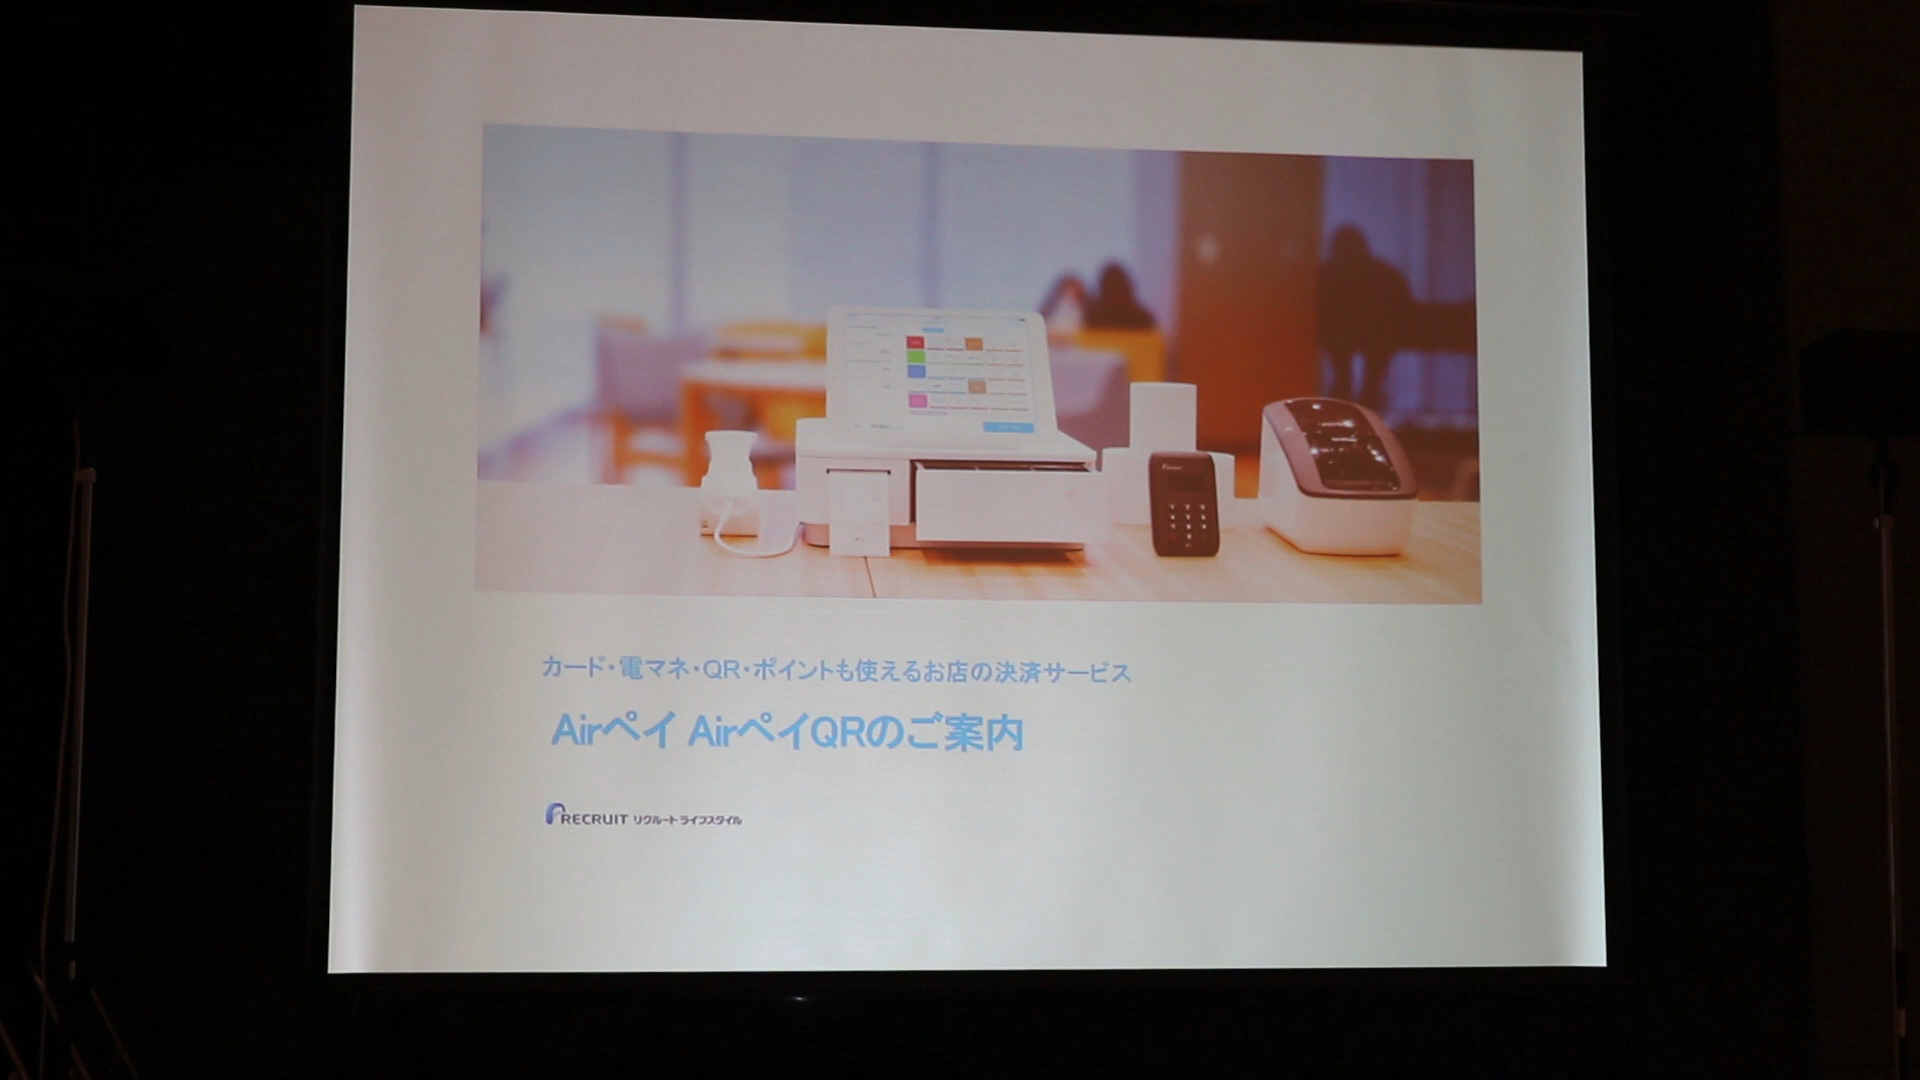 カード・電マネ・QR・ポイントも使えるお店の決済サービス
Airペイ AirペイQRのご案内
RECRUIT リクルートライフスタイル